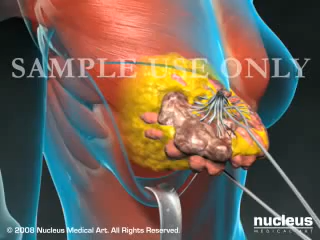 SAMPLE USE ONLY
© 2008 Nucleus Medical Art. All Rights Reserved.
nucleus
MEDICAL ART